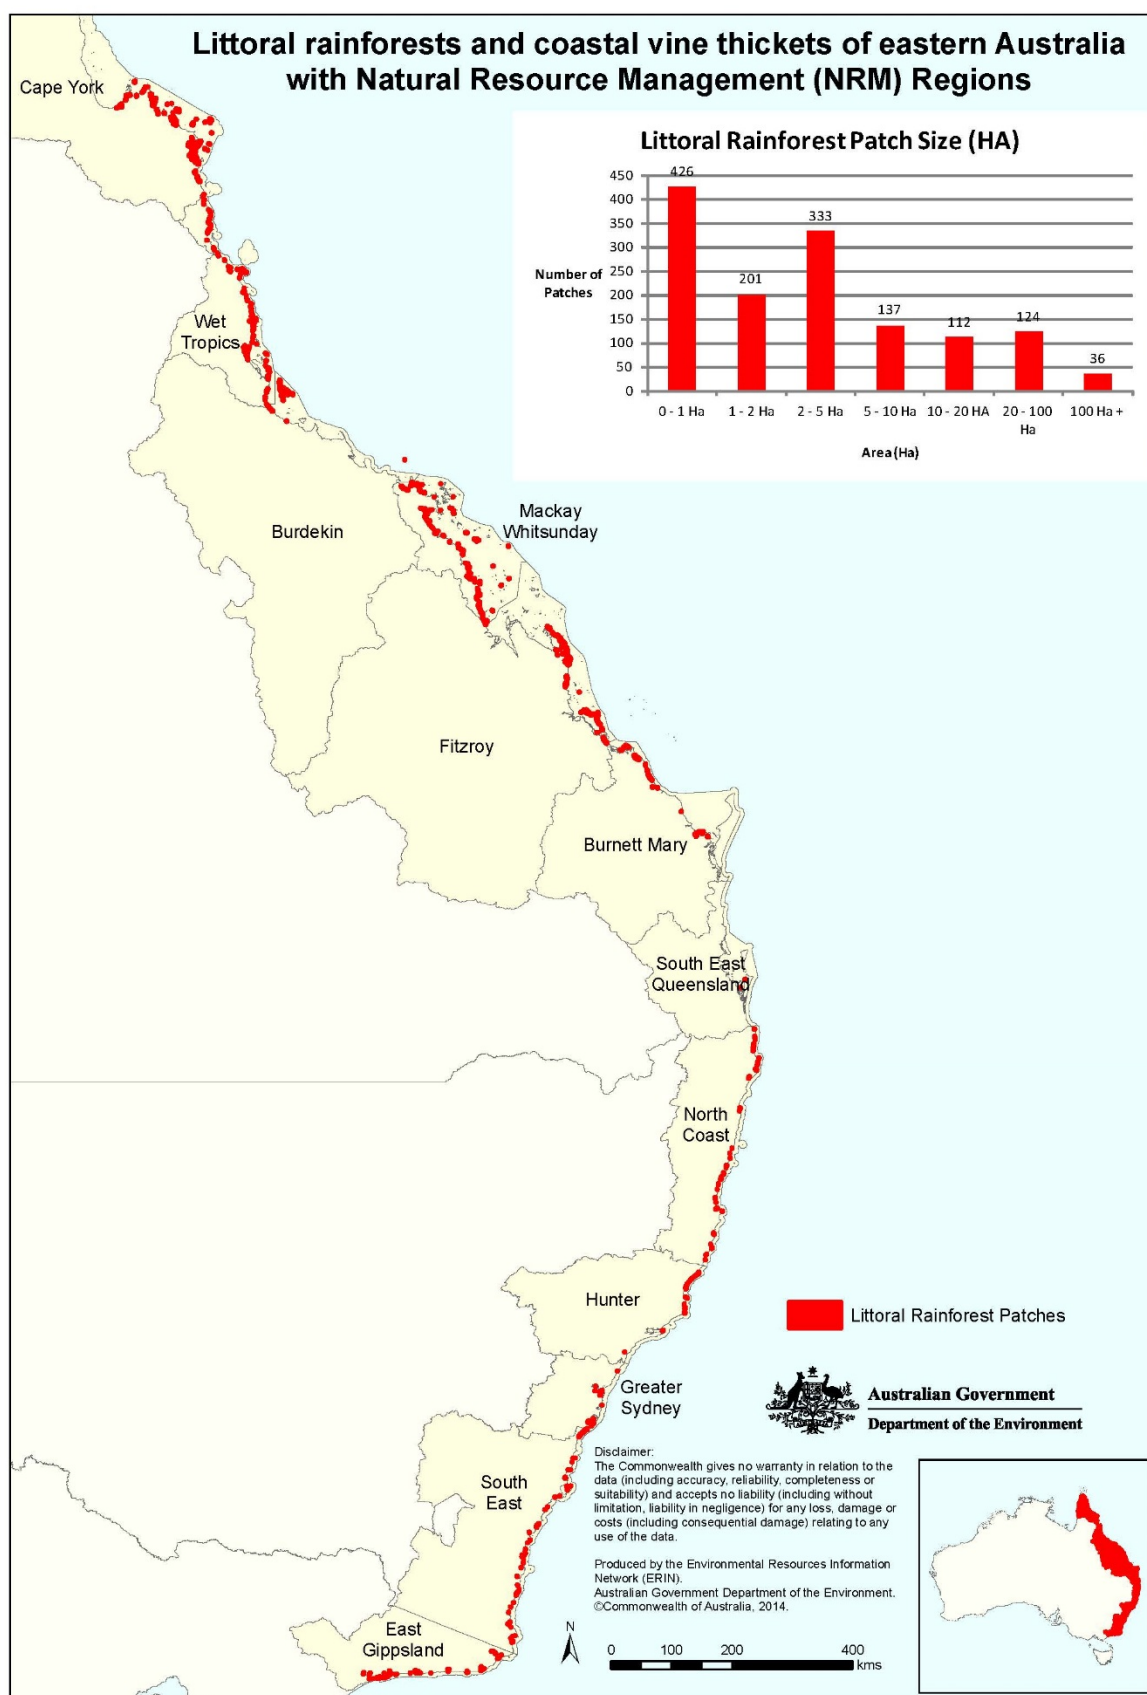 Littoral rainforests and coastal vine thickets of eastern Australia
with Natural Resource Management (NRM) Regions
Cape York
Littoral Rainforest Patch Size (HA)
Number of
Patches
450
400
350
300
250
200
150
100
50
0
426
201
333
137
112
124
36
0 - 1 Ha
1 - 2 Ha
2 - 5 Ha
5 - 10 Ha
10 - 20 HA
20 - 100
Ha
100 Ha +
Area (Ha)
Wet
Tropics
Burdekin
Mackay
Whitsunday
Fitzroy
Burnett Mary
South East
Queensland
North
Coast
Hunter
Littoral Rainforest Patches
Greater
Sydney
Australian Government
Department of the Environment
South
East
Disclaimer:
The Commonwealth gives no warranty in relation to the
data (including accuracy, reliability, completeness or
suitability) and accepts no liability (including without
limitation, liability in negligence) for any loss, damage or
costs (including consequential damage) relating to any
use of the data.
Produced by the Environmental Resources Information
Network (ERIN).
Australian Government Department of the Environment.
©Commonwealth of Australia, 2014.
East
Gippsland
N
0 100 200 400
kms